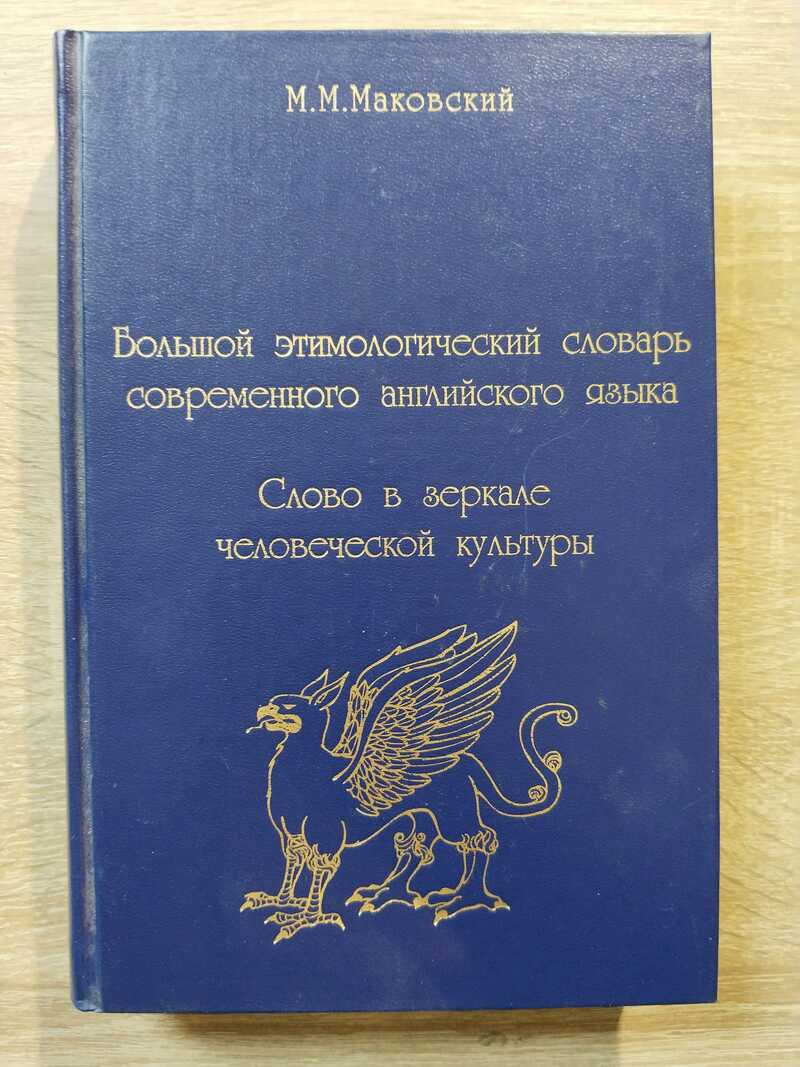 М.М.Маковский
Большой этимологический словарь
современного английского языка
Слово в зеркале
человеческой культуры